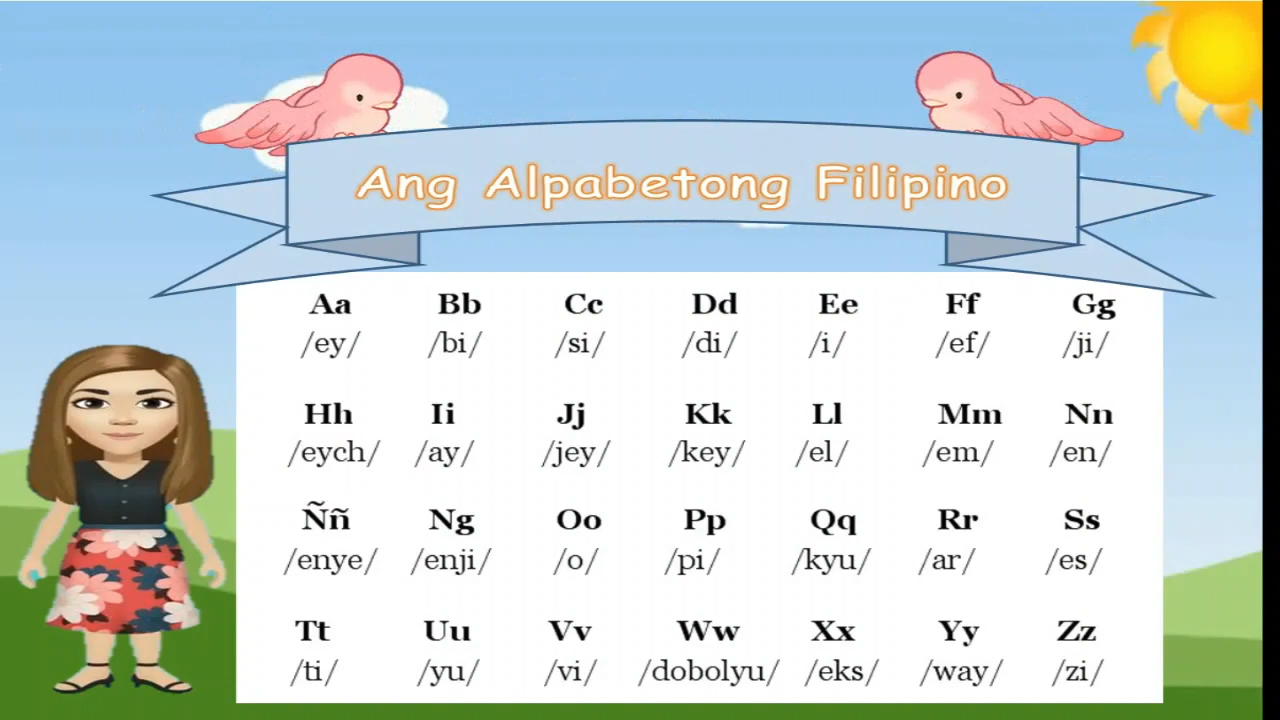 Ang Alpabetong Filipino
Aa Bb Cc Dd Ee Ff Gg
/ey/ /bi/ /si/ /di/ /i/ /ef/ /ji/
Hh Ii Jj Kk Ll Mm Nn
/eych/ /ay/ /jey/ /key/ /el/ /em/ /en/
Ññ Ng Oo Pp Qq Rr Ss
/enye/ /enji/ /o/ /pi/ /kyu/ /ar/ /es/
Tt Uu Vv Ww Xx Yy Zz
/ti/ /yu/ /vi/ /dobolyu/ /eks/ /way/ /zi/